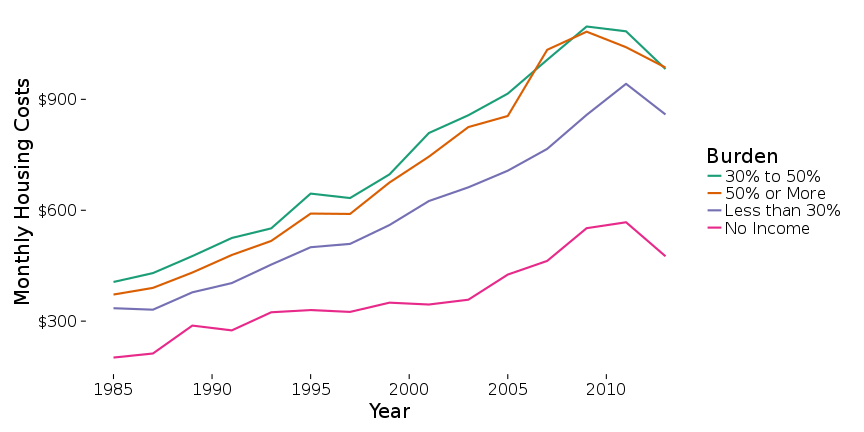 Monthly Housing Costs
$900
$600
$300
1985 1990 1995 2000 2005 2010
Year
Burden
30% to 50%
50% or More
Less than 30%
No Income